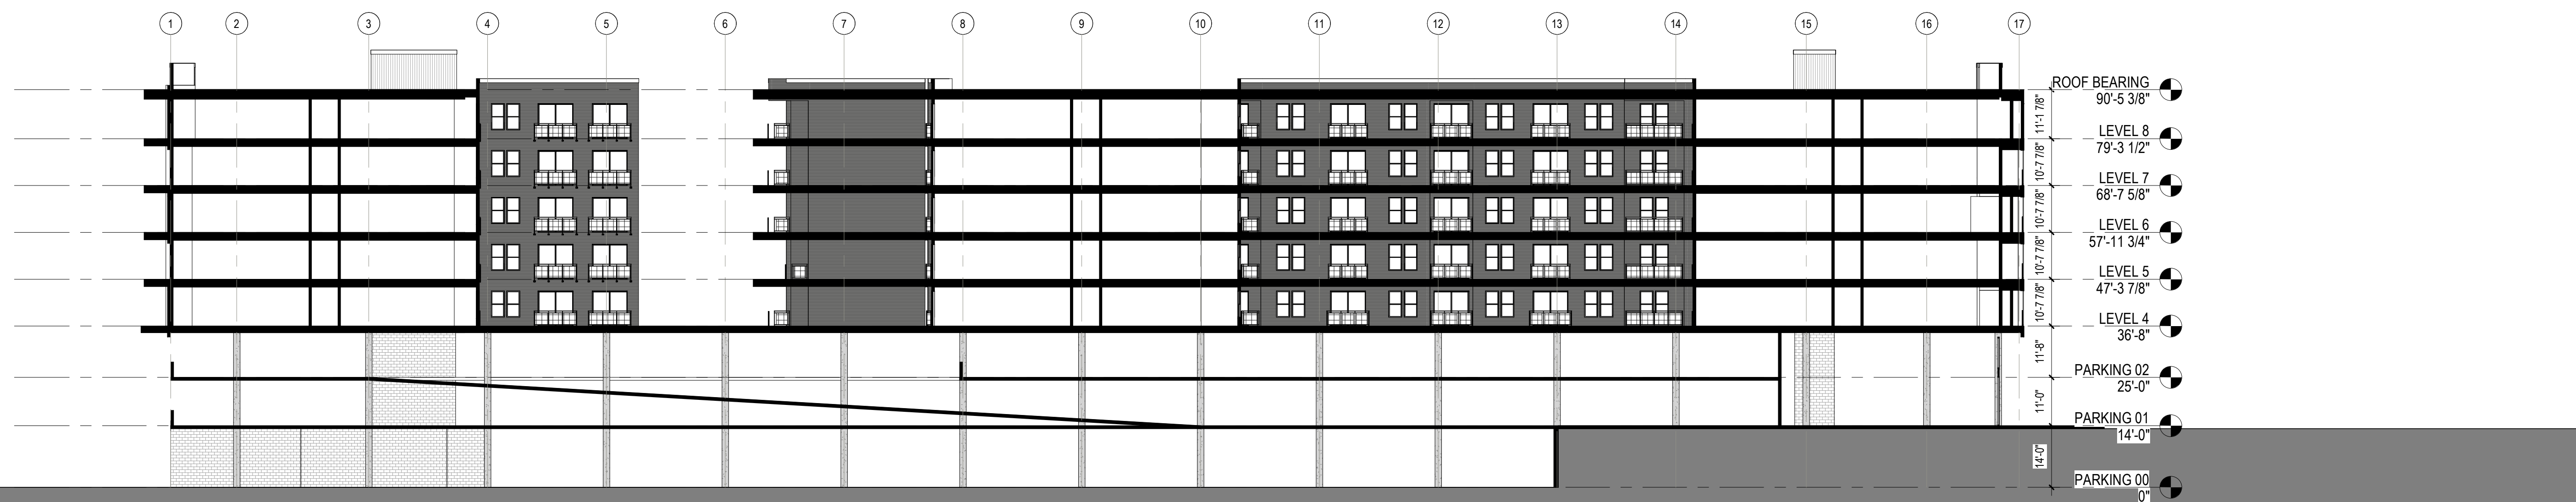 1 2 3 4 5 6 7 8 9 10 11 12 13 14 15 16 17
ROOF BEARING
90'-5 3/8"
11'-1 7/8"
LEVEL 8
79'-3 1/2"
10'-7 7/8"
LEVEL 7
68'-7 5/8"
10'-7 7/8"
LEVEL 6
57'-11 3/4"
10'-7 7/8"
LEVEL 5
47'-3 7/8"
10'-7 7/8"
LEVEL 4
36'-8"
11'-8"
PARKING 02
25'-0"
11'-0"
PARKING 01
14'-0"
14'-0"
PARKING 00
0"